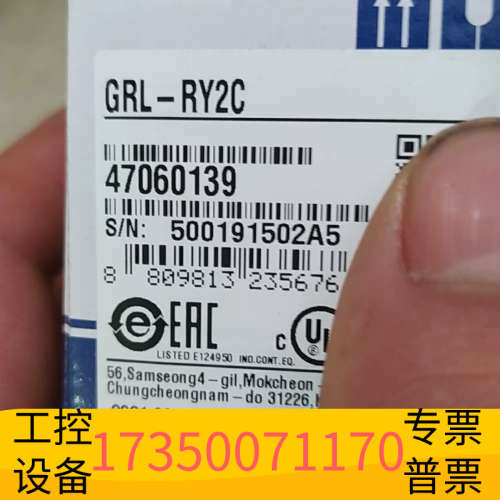 GRL-RY2C
47060139
S/N: 500191502A5
8 809813 235676
EAC
C UL
LISTED E124950 IND.CONT.EQ.
56,Samseong4-gil,Mokcheon
Chungcheongnam-do 31226,
工控 专票
设备 17350071170 普票